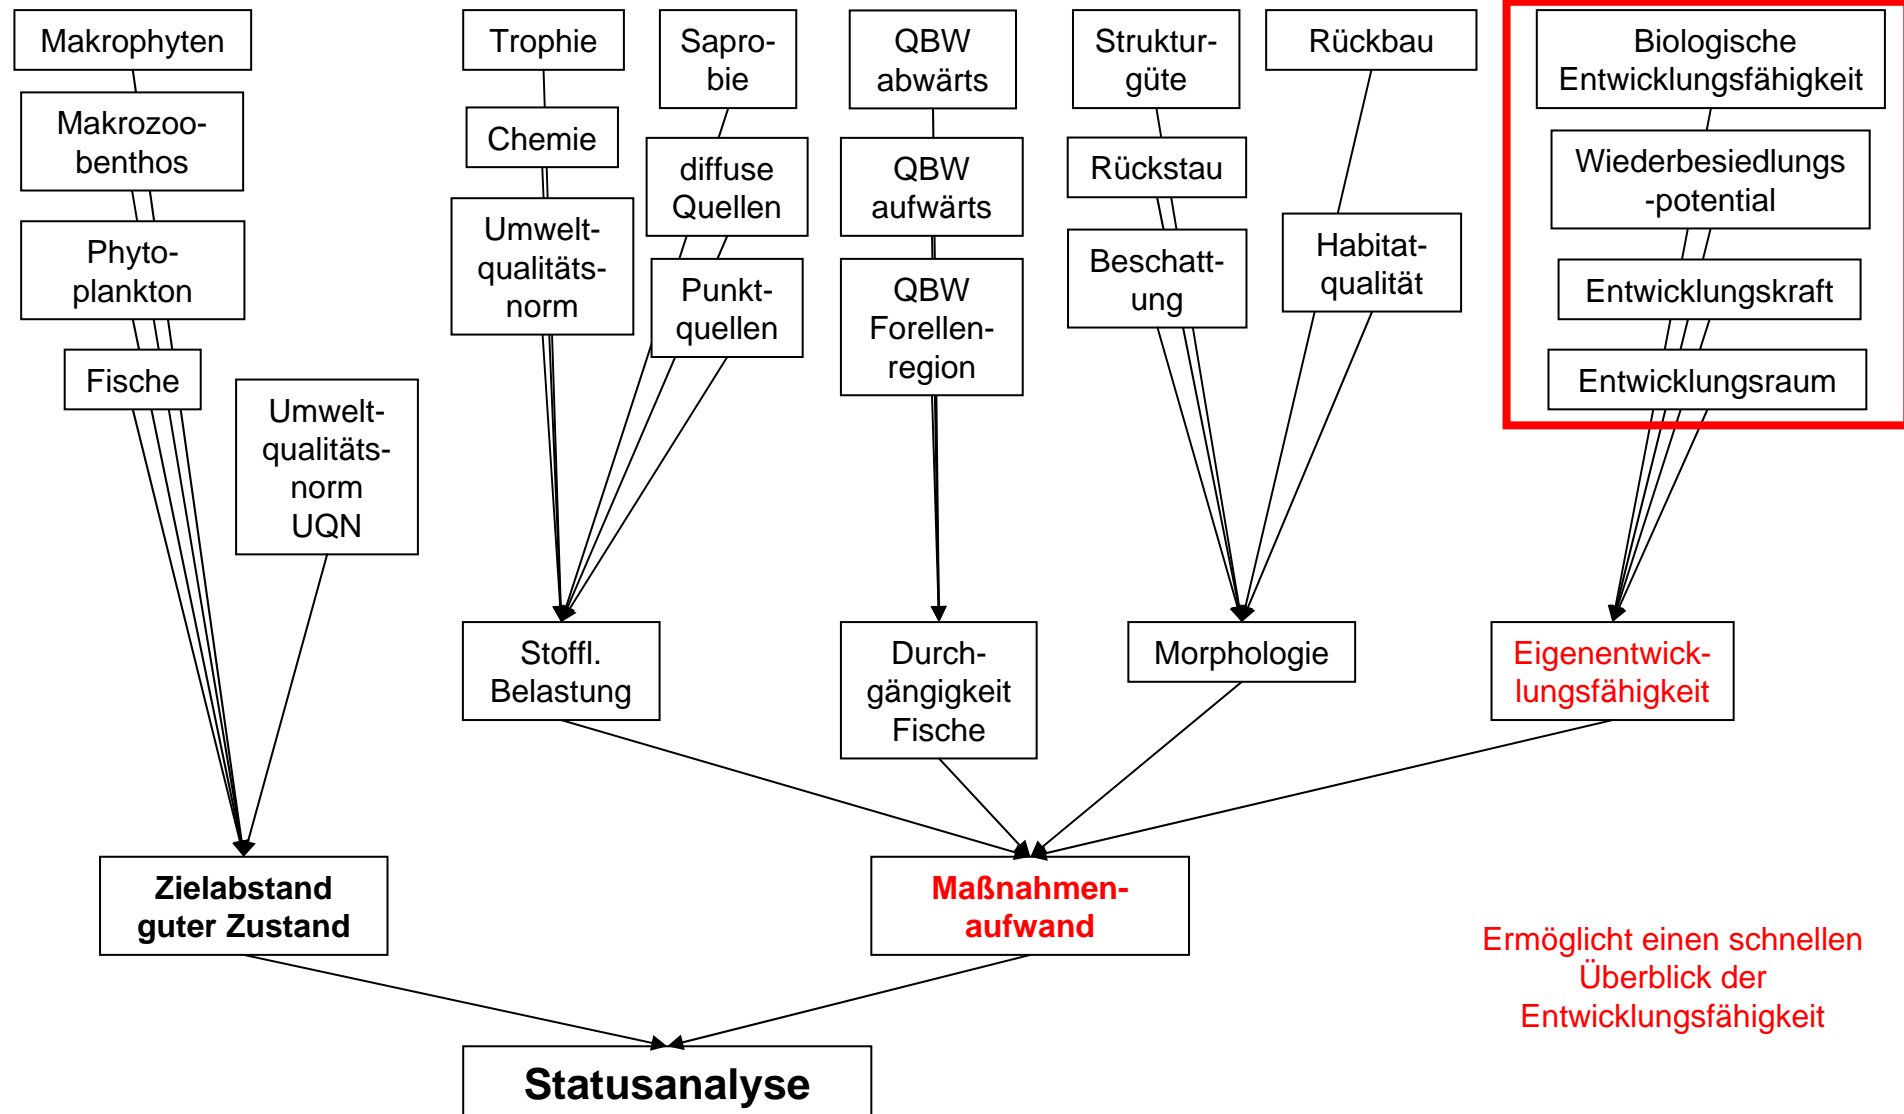 Makrophyten
Makrozoo-
benthos
Phyto-
plankton
Fische
Umwelt-
qualitäts-
norm
UQN
Trophie
Chemie
Umwelt-
qualitäts-
norm
Sapro-
bie
diffuse
Quellen
Punkt-
quellen
QBW
abwärts
QBW
aufwärts
QBW
Forellen-
region
Struktur-
güte
Rückstau
Beschatt-
ung
Rückbau
Habitat-
qualität
Biologische
Entwicklungsfähigkeit
Wiederbesiedlungs
-potential
Entwicklungskraft
Entwicklungsraum
Stoffl.
Belastung
Durch-
gängigkeit
Fische
Morphologie
Eigenentwick-
lungsfähigkeit
Zielabstand
guter Zustand
Maßnahmen-
aufwand
Ermöglicht einen schnellen
Überblick der
Entwicklungsfähigkeit
Statusanalyse